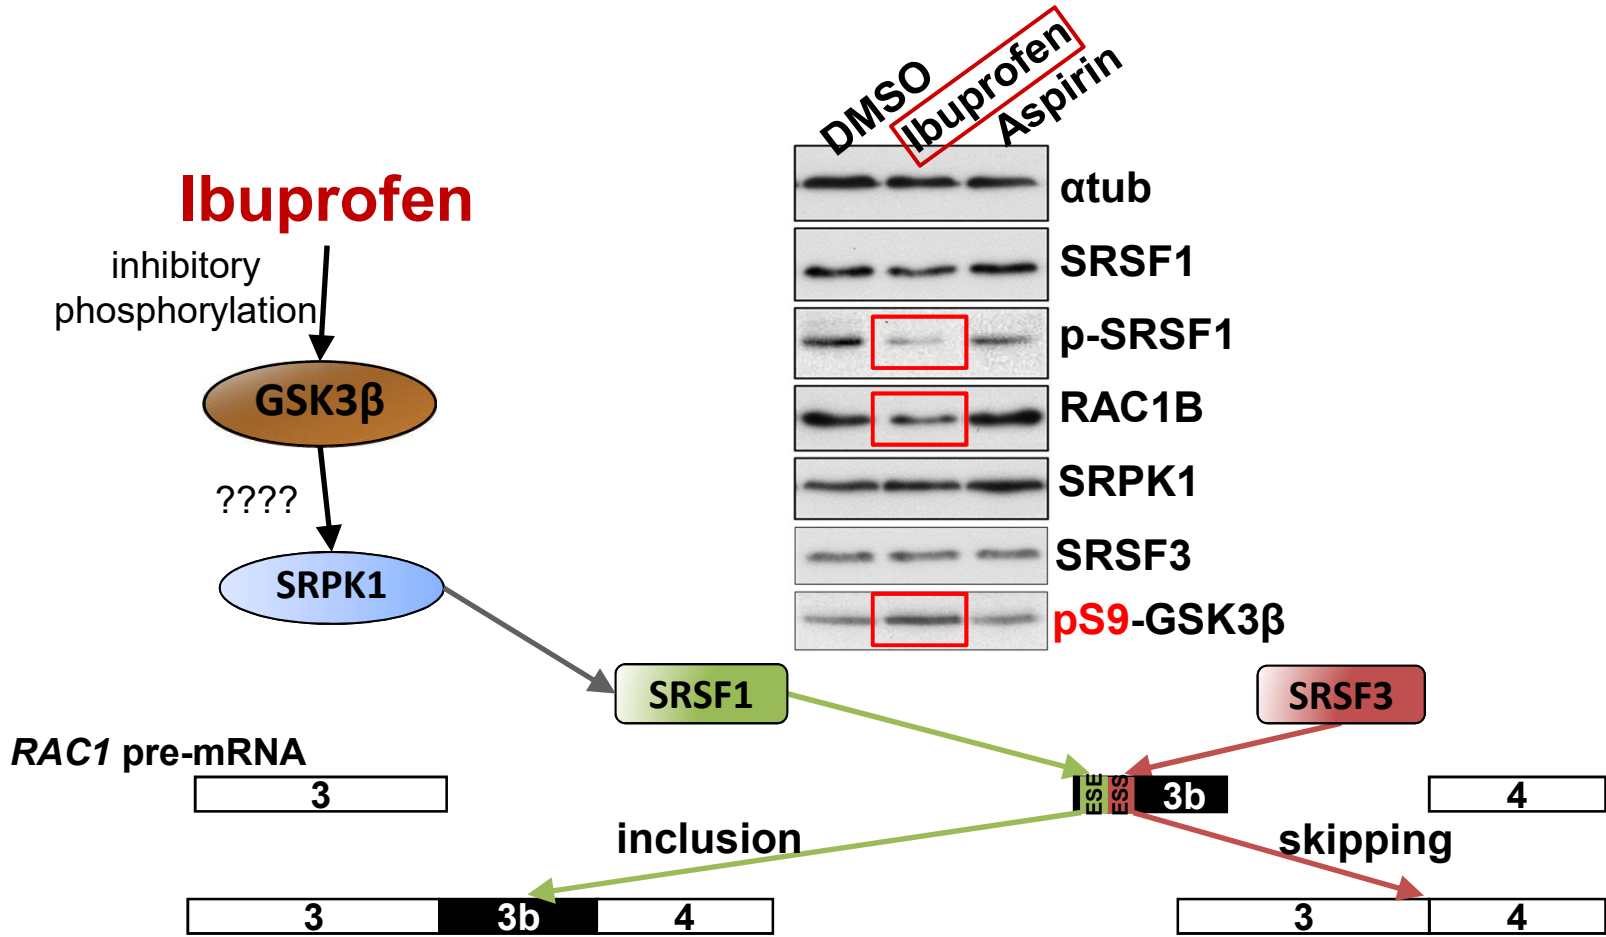 DMSO
Ibuprofen
Aspirin
αtub
SRSF1
p-SRSF1
RAC1B
SRPK1
SRSF3
pS9-GSK3β
Ibuprofen
inhibitory
phosphorylation
GSK3β
????
SRPK1
SRSF1
SRSF3
RAC1 pre-mRNA
3
ESE
ESS
3b
4
inclusion
skipping
3
3b
4
3
4